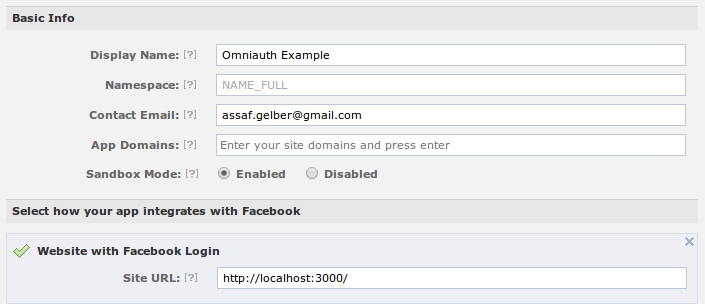 Basic Info
Display Name: [?] Omniauth Example
Namespace: [?] NAME_FULL
Contact Email: [?] assaf.gelber@gmail.com
App Domains: [?] Enter your site domains and press enter
Sandbox Mode: [?] Enabled Disabled
Select how your app integrates with Facebook
Website with Facebook Login
Site URL: [?] http://localhost:3000/